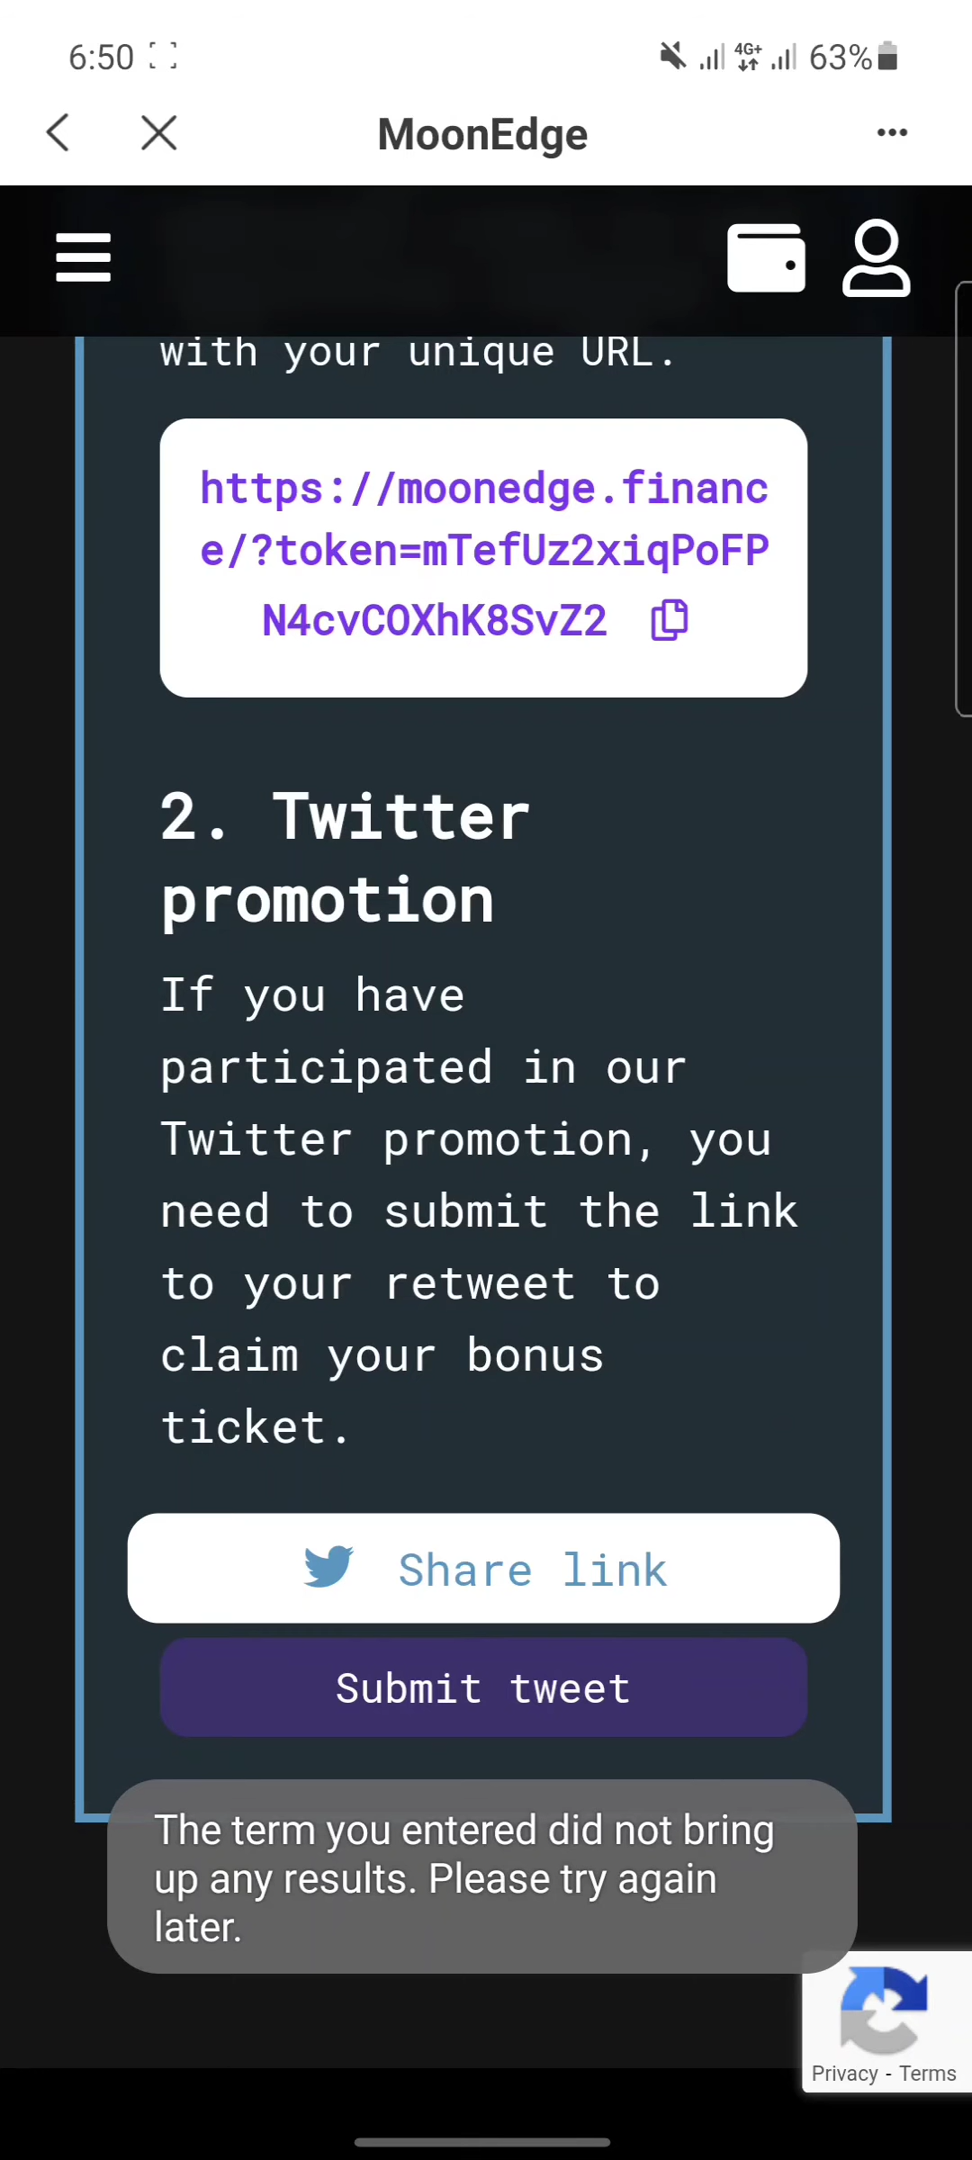 6:50 4G+ 63%
MoonEdge
with your unique URL.
https://moonedge.financ
e/?token=mTefUz2xiqPoFP
N4cvCOXhK8SvZ2
2. Twitter
promotion
If you have
participated in our
Twitter promotion, you
need to submit the link
to your retweet to
claim your bonus
ticket.
Share link
Submit tweet
The term you entered did not bring
up any results. Please try again
later.
Privacy - Terms